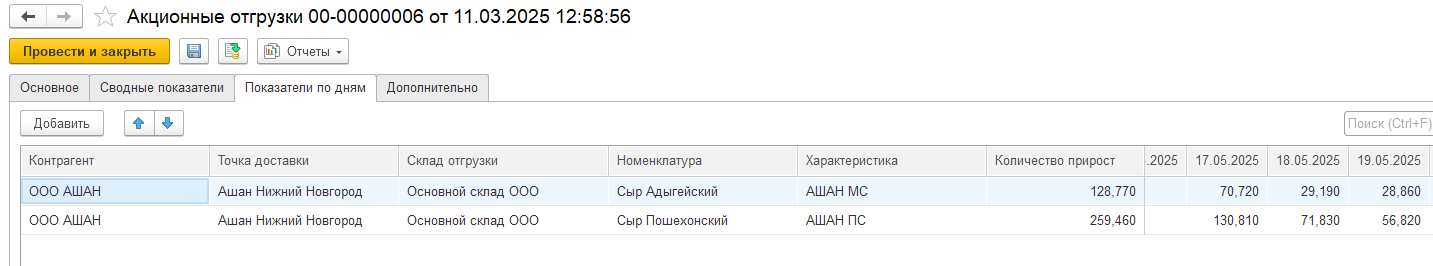 Акционные отгрузки 00-00000006 от 11.03.2025 12:58:56
Провести и закрыть Отчеты
Основное Сводные показатели Показатели по дням Дополнительно
Добавить Поиск (Ctrl+F)
Контрагент Точка доставки Склад отгрузки Номенклатура Характеристика Количество прирост .2025 17.05.2025 18.05.2025 19.05.2025
ООО АШАН Ашан Нижний Новгород Основной склад ООО Сыр Адыгейский АШАН МС 128,770 70,720 29,190 28,860
ООО АШАН Ашан Нижний Новгород Основной склад ООО Сыр Пошехонский АШАН ПС 259,460 130,810 71,830 56,820